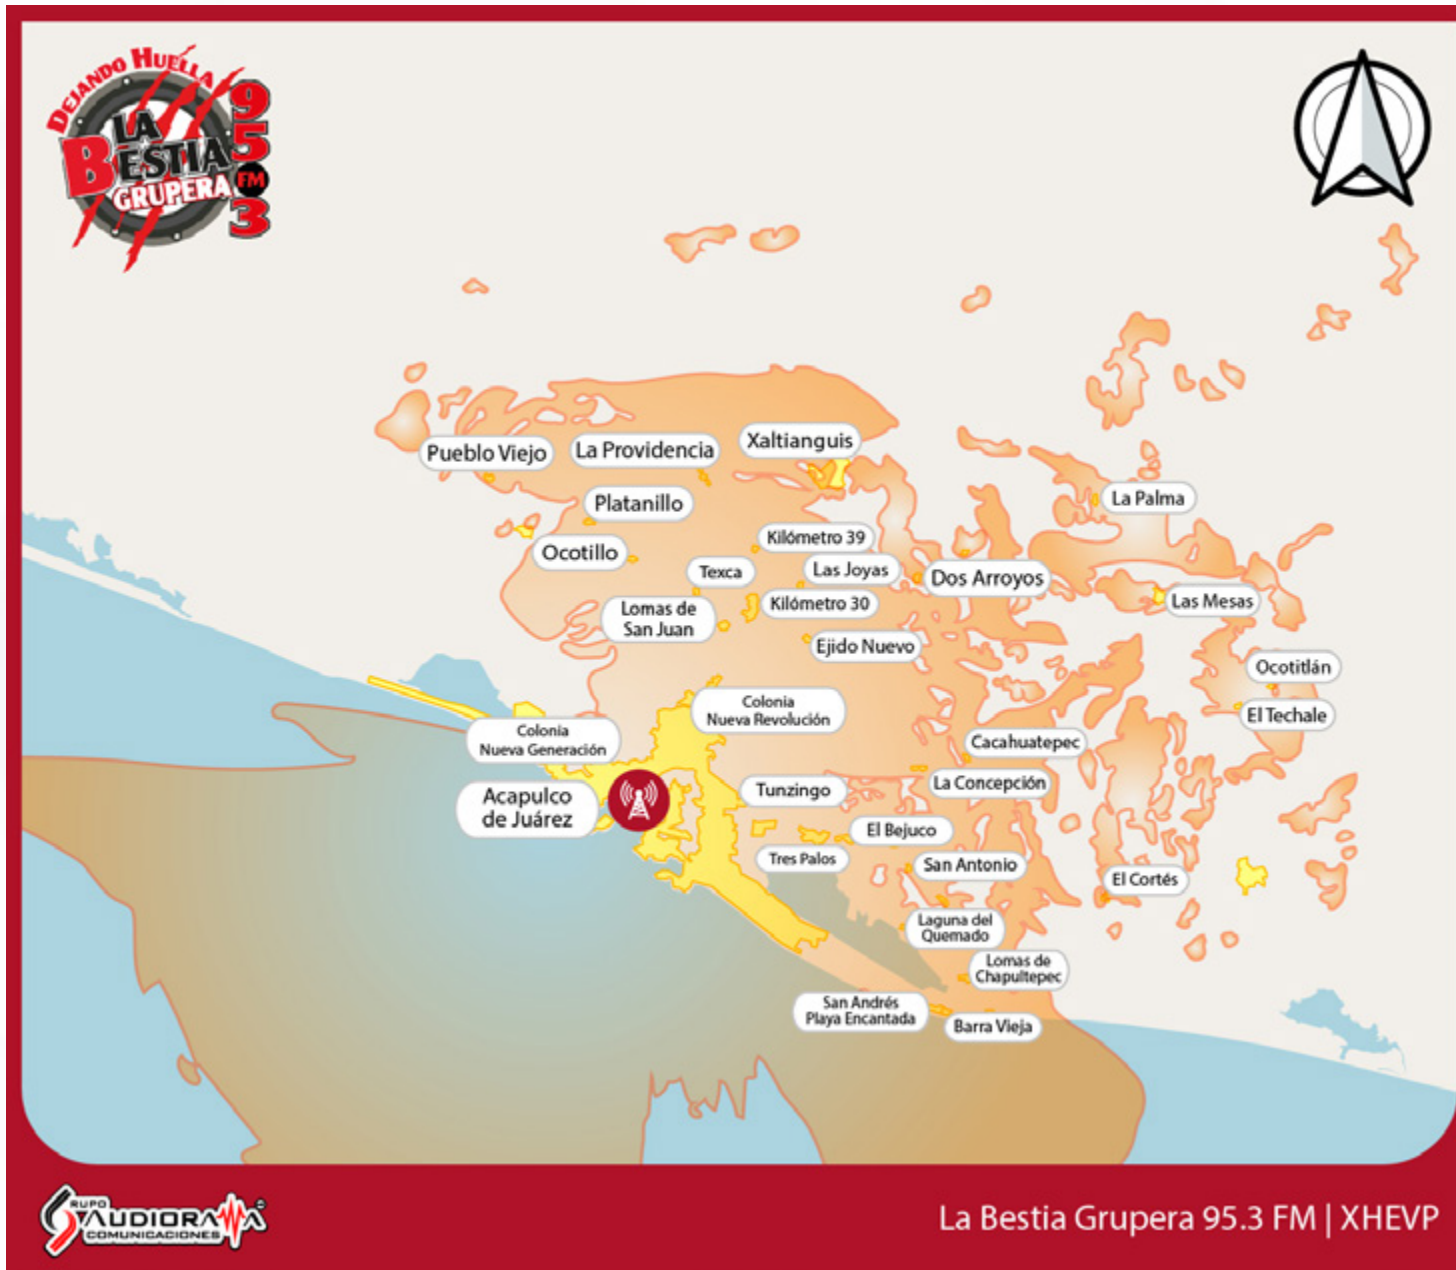 DEJANDO HUELLA
LA
BESTIA
GRUPERA
95
FM
3
Xaltianguis
Pueblo Viejo
La Providencia
La Palma
Platanillo
Kilómetro 39
Ocotillo
Texca
Las Joyas
Dos Arroyos
Las Mesas
Kilómetro 30
Lomas de
San Juan
Ejido Nuevo
Ocotitlán
Colonia
Nueva Revolución
El Techale
Colonia
Nueva Generación
Cacahuatepec
La Concepción
Tunzingo
Acapulco
de Juárez
El Bejuco
Tres Palos
San Antonio
El Cortés
Laguna del
Quemado
Lomas de
Chapultepec
San Andrés
Playa Encantada
Barra Vieja
GRUPO
AUDIORAMA
COMUNICACIONES
La Bestia Grupera 95.3 FM | XHEVP